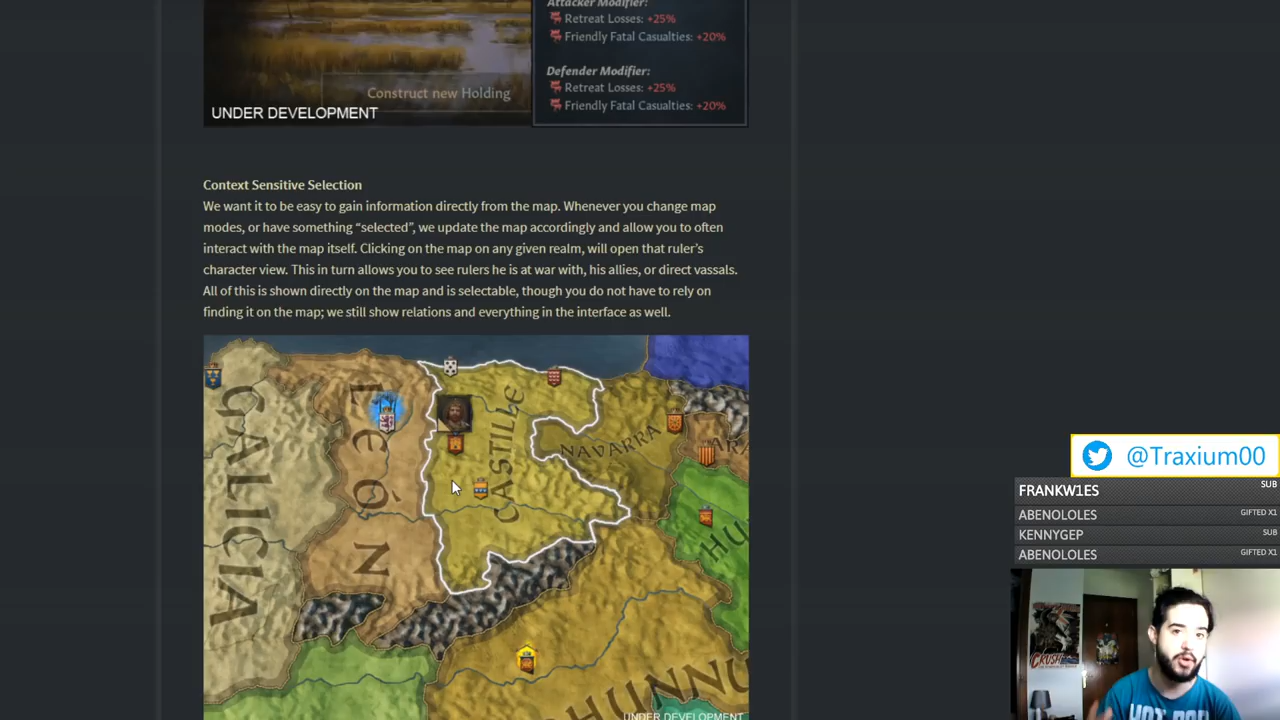 Attacker Modifier:
Retreat Losses: +25%
Friendly Fatal Casualties: +20%
Defender Modifier:
Retreat Losses: +25%
Friendly Fatal Casualties: +20%
Construct new Holding
UNDER DEVELOPMENT
Context Sensitive Selection
We want it to be easy to gain information directly from the map. Whenever you change map
modes, or have something “selected”, we update the map accordingly and allow you to often
interact with the map itself. Clicking on the map on any given realm, will open that ruler’s
character view. This in turn allows you to see rulers he is at war with, his allies, or direct vassals.
All of this is shown directly on the map and is selectable, though you do not have to rely on
finding it on the map; we still show relations and everything in the interface as well.
GALICIA
LEÓN
CASTILLE
NAVARRA
UNDER DEVELOPMENT
@Traxium00
FRANKW1ES SUB
ABENOLOLES GIFTED X1
KENNYGEP SUB
ABENOLOLES GIFTED X1
CRUSH